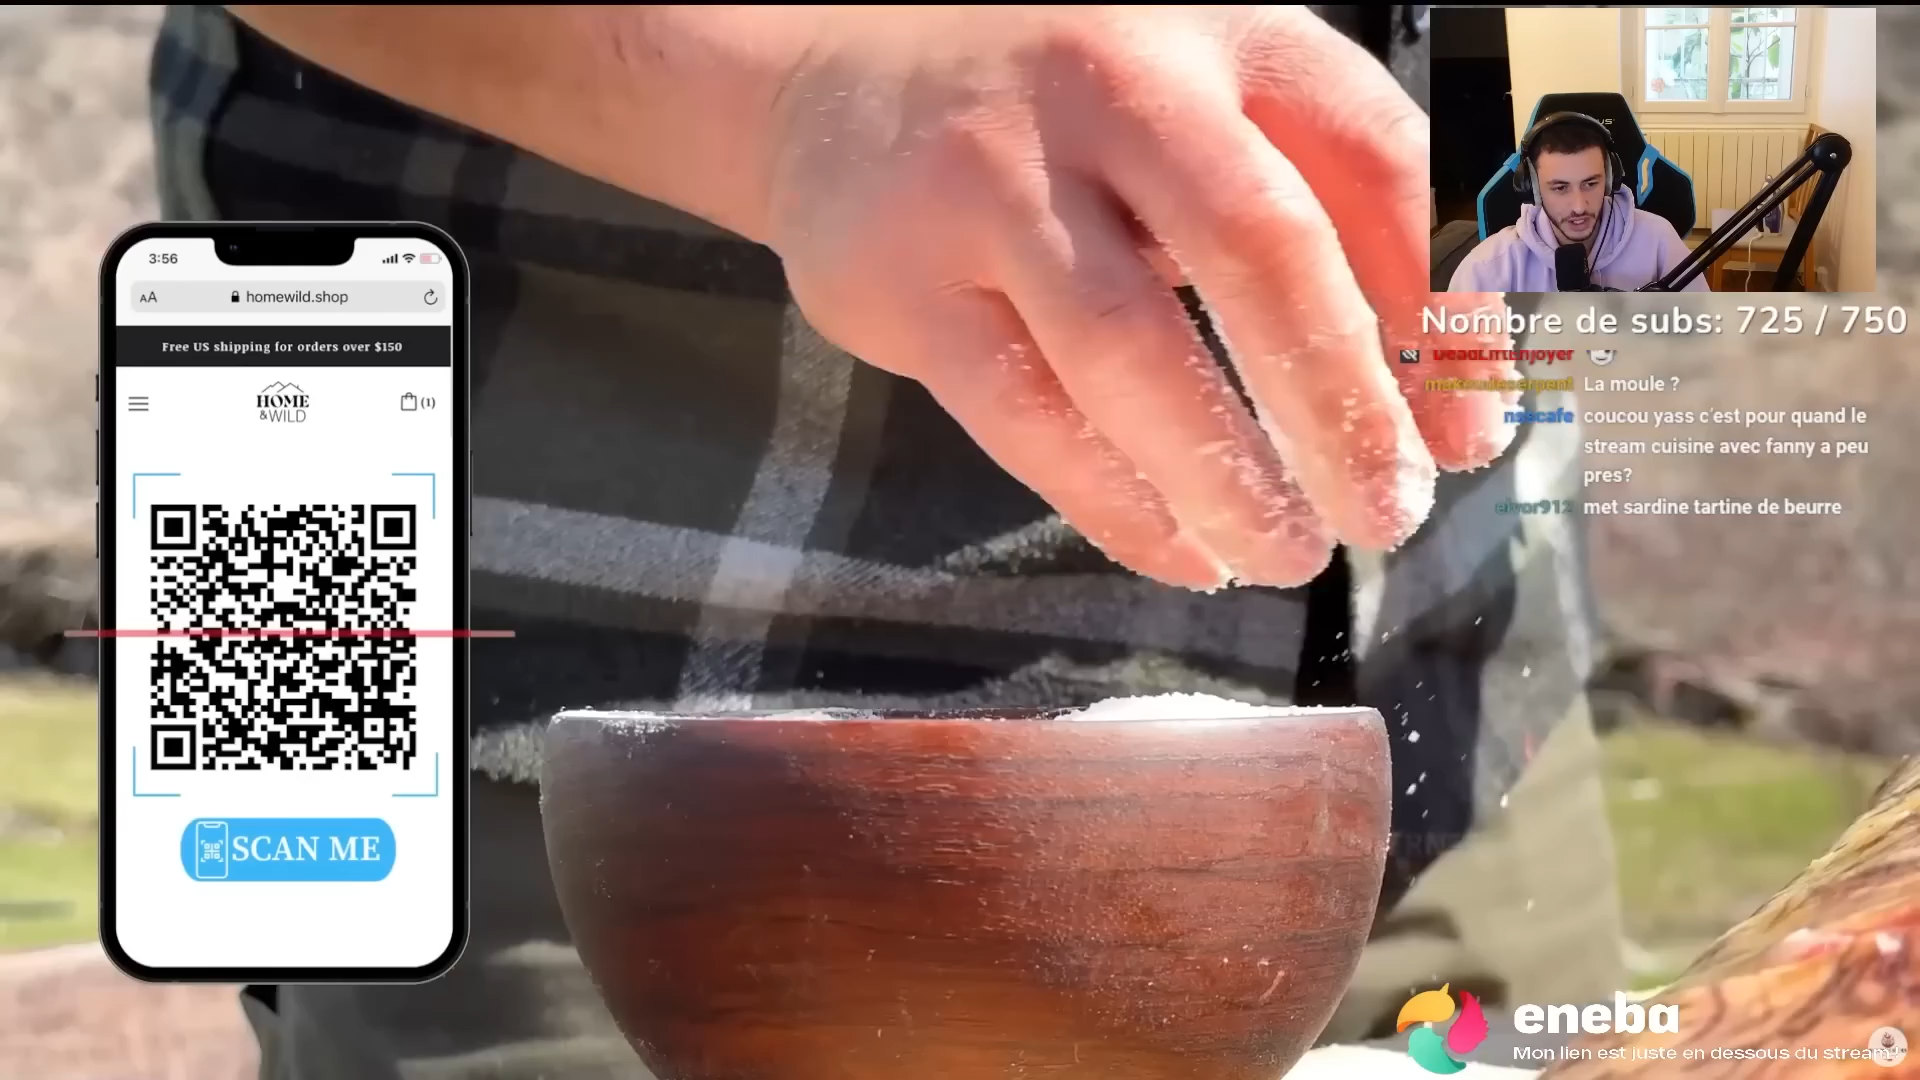 3:56
AA
homewild.shop
Free US shipping for orders over $150
HOME
&WILD
(1)
SCAN ME
Nombre de subs: 725 / 750
DeadLiftEnjoyer
La moule ?
coucou yass c'est pour quand le
stream cuisine avec fanny a peu
pres?
eivor912 met sardine tartine de beurre
eneba
Mon lien est juste en dessous du stream!